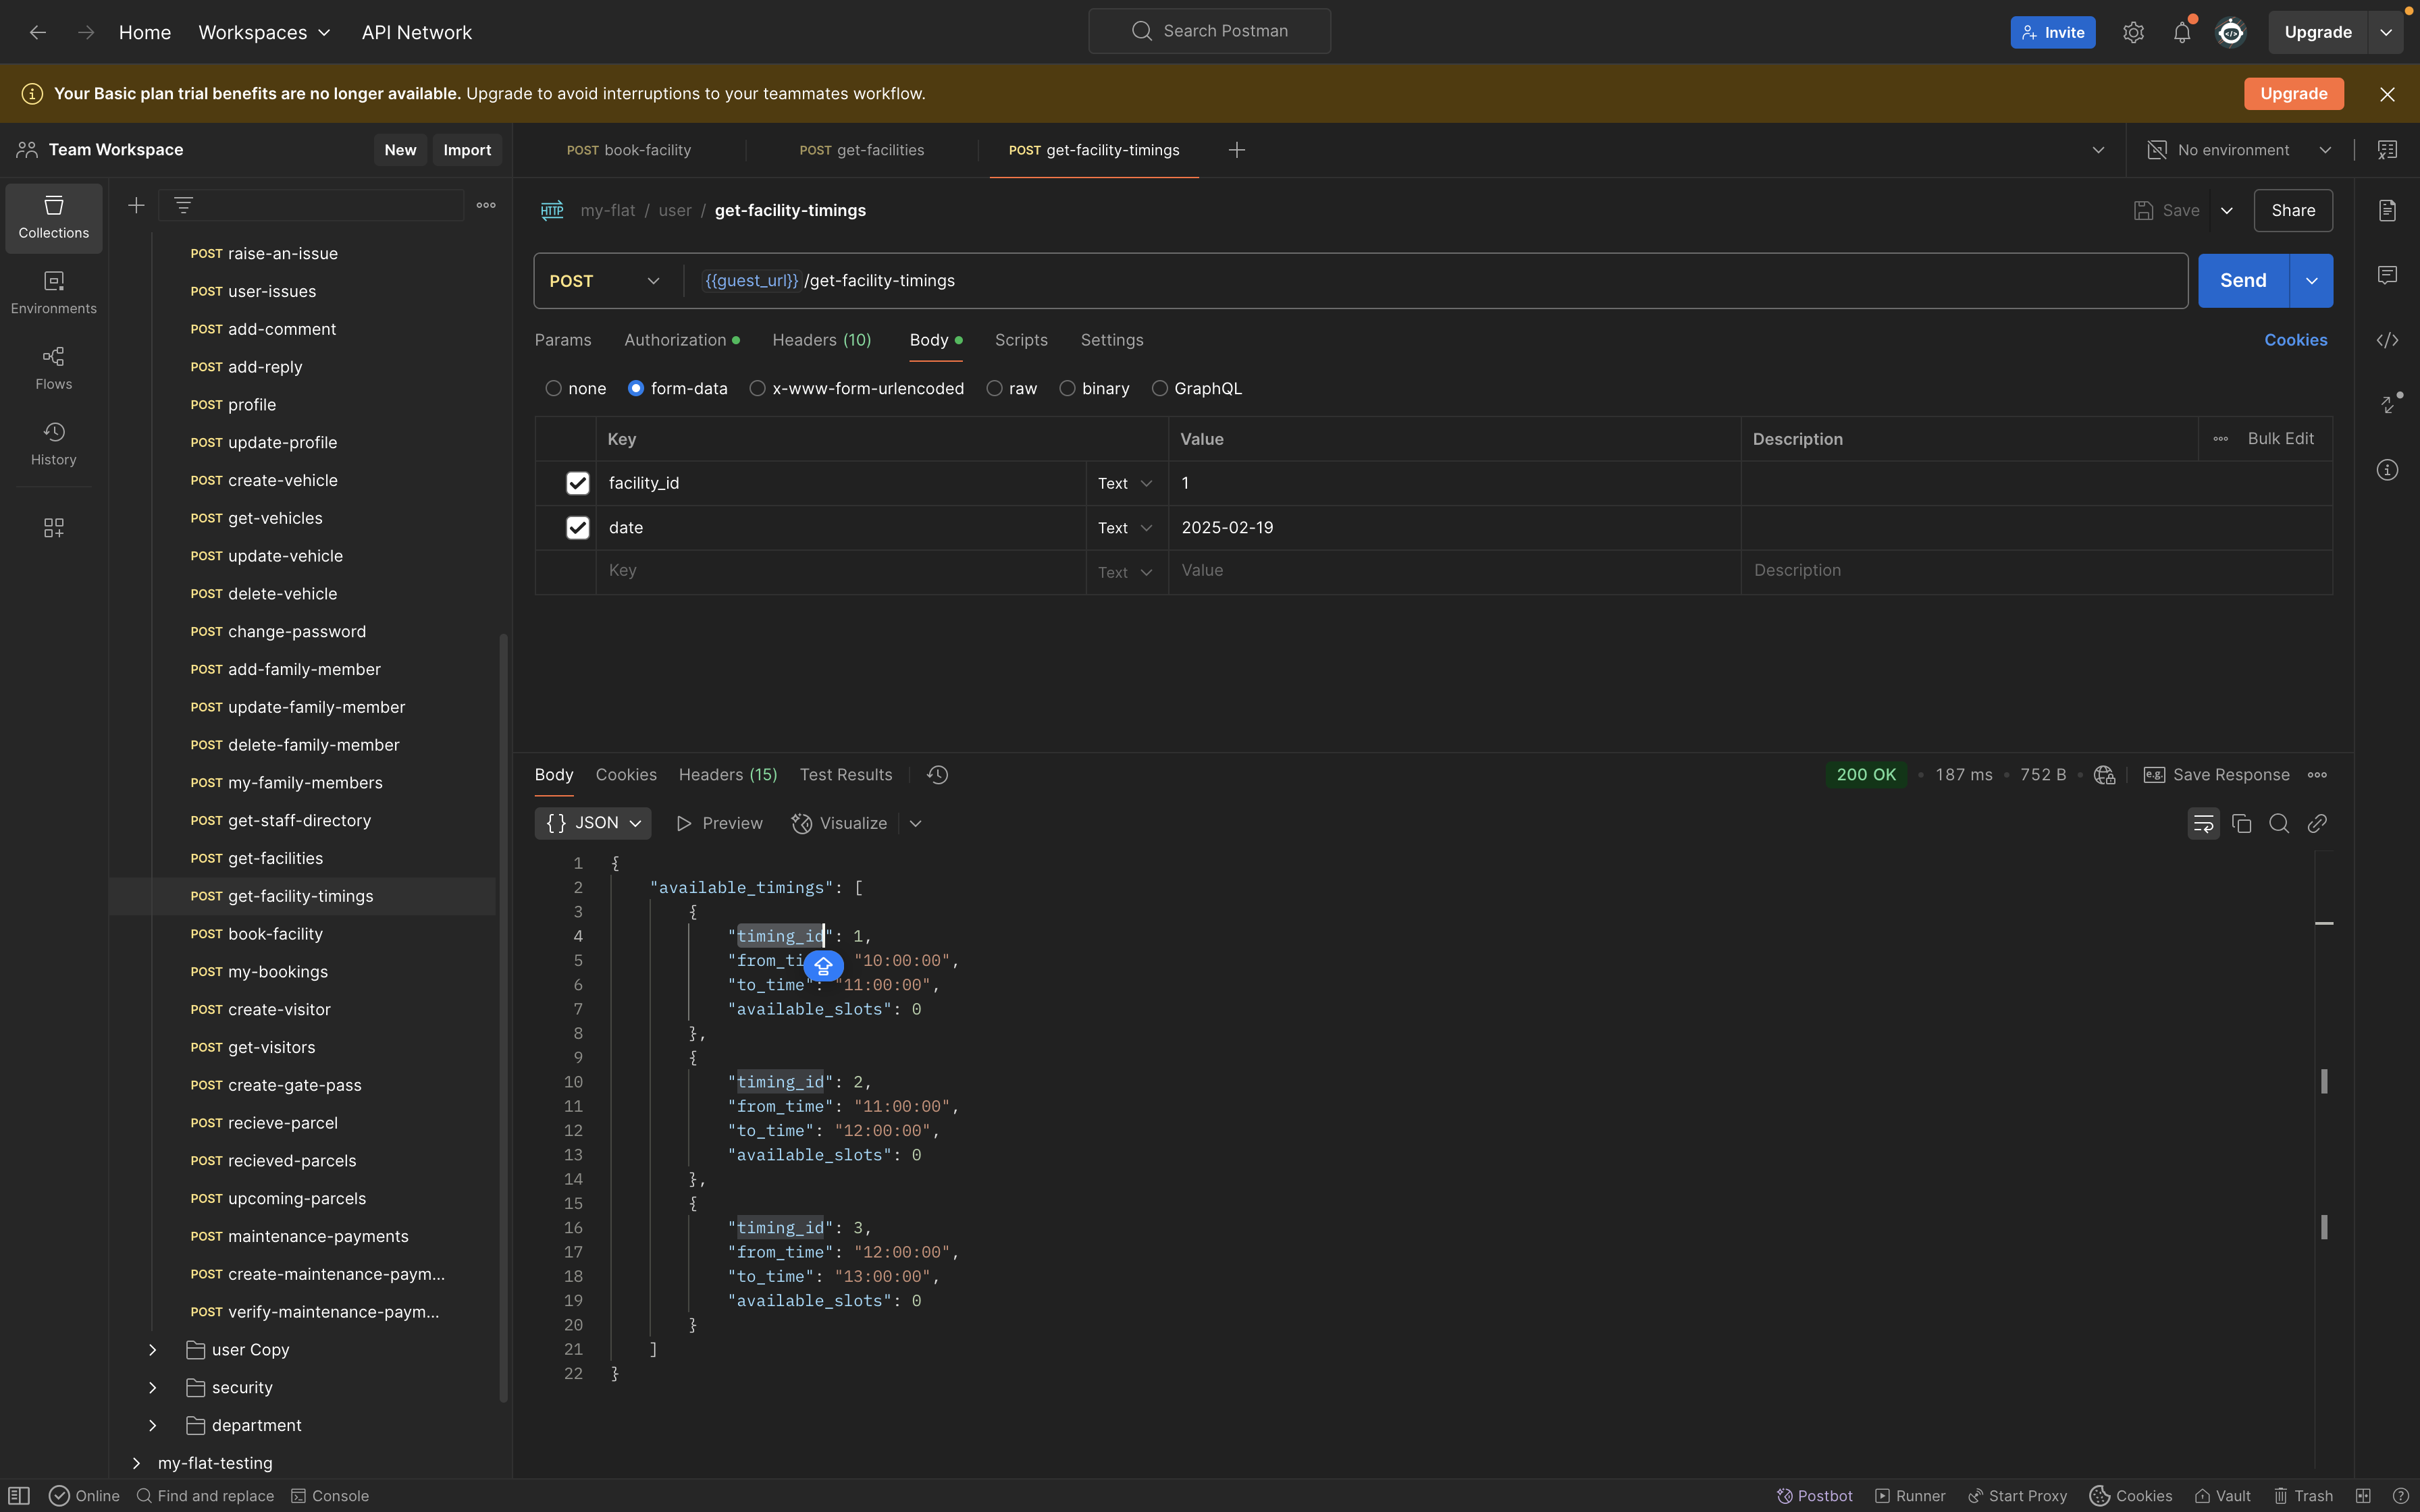 Home Workspaces API Network Search Postman Invite Upgrade
Your Basic plan trial benefits are no longer available. Upgrade to avoid interruptions to your teammates workflow. Upgrade
Team Workspace New Import POST book-facility POST get-facilities POST get-facility-timings No environment
Collections
Environments
Flows
History
POST raise-an-issue
POST user-issues
POST add-comment
POST add-reply
POST profile
POST update-profile
POST create-vehicle
POST get-vehicles
POST update-vehicle
POST delete-vehicle
POST change-password
POST add-family-member
POST update-family-member
POST delete-family-member
POST my-family-members
POST get-staff-directory
POST get-facilities
POST get-facility-timings
POST book-facility
POST my-bookings
POST create-visitor
POST get-visitors
POST create-gate-pass
POST recieve-parcel
POST recieved-parcels
POST upcoming-parcels
POST maintenance-payments
POST create-maintenance-paym...
POST verify-maintenance-paym...
user Copy
security
department
my-flat-testing
HTTP my-flat / user / get-facility-timings Save Share
POST {{guest_url}} /get-facility-timings Send
Params Authorization Headers (10) Body Scripts Settings Cookies
none form-data x-www-form-urlencoded raw binary GraphQL
Key Value Description Bulk Edit
facility_id Text 1
date Text 2025-02-19
Key Text Value Description
Body Cookies Headers (15) Test Results 200 OK 187 ms 752 B e.g. Save Response
{} JSON Preview Visualize
1 {
2 "available_timings": [
3 {
4 "timing_id": 1,
5 "from_ti "10:00:00",
6 "to_time": "11:00:00",
7 "available_slots": 0
8 },
9 {
10 "timing_id": 2,
11 "from_time": "11:00:00",
12 "to_time": "12:00:00",
13 "available_slots": 0
14 },
15 {
16 "timing_id": 3,
17 "from_time": "12:00:00",
18 "to_time": "13:00:00",
19 "available_slots": 0
20 }
21 ]
22 }
Online Find and replace Console Postbot Runner Start Proxy Cookies Vault Trash